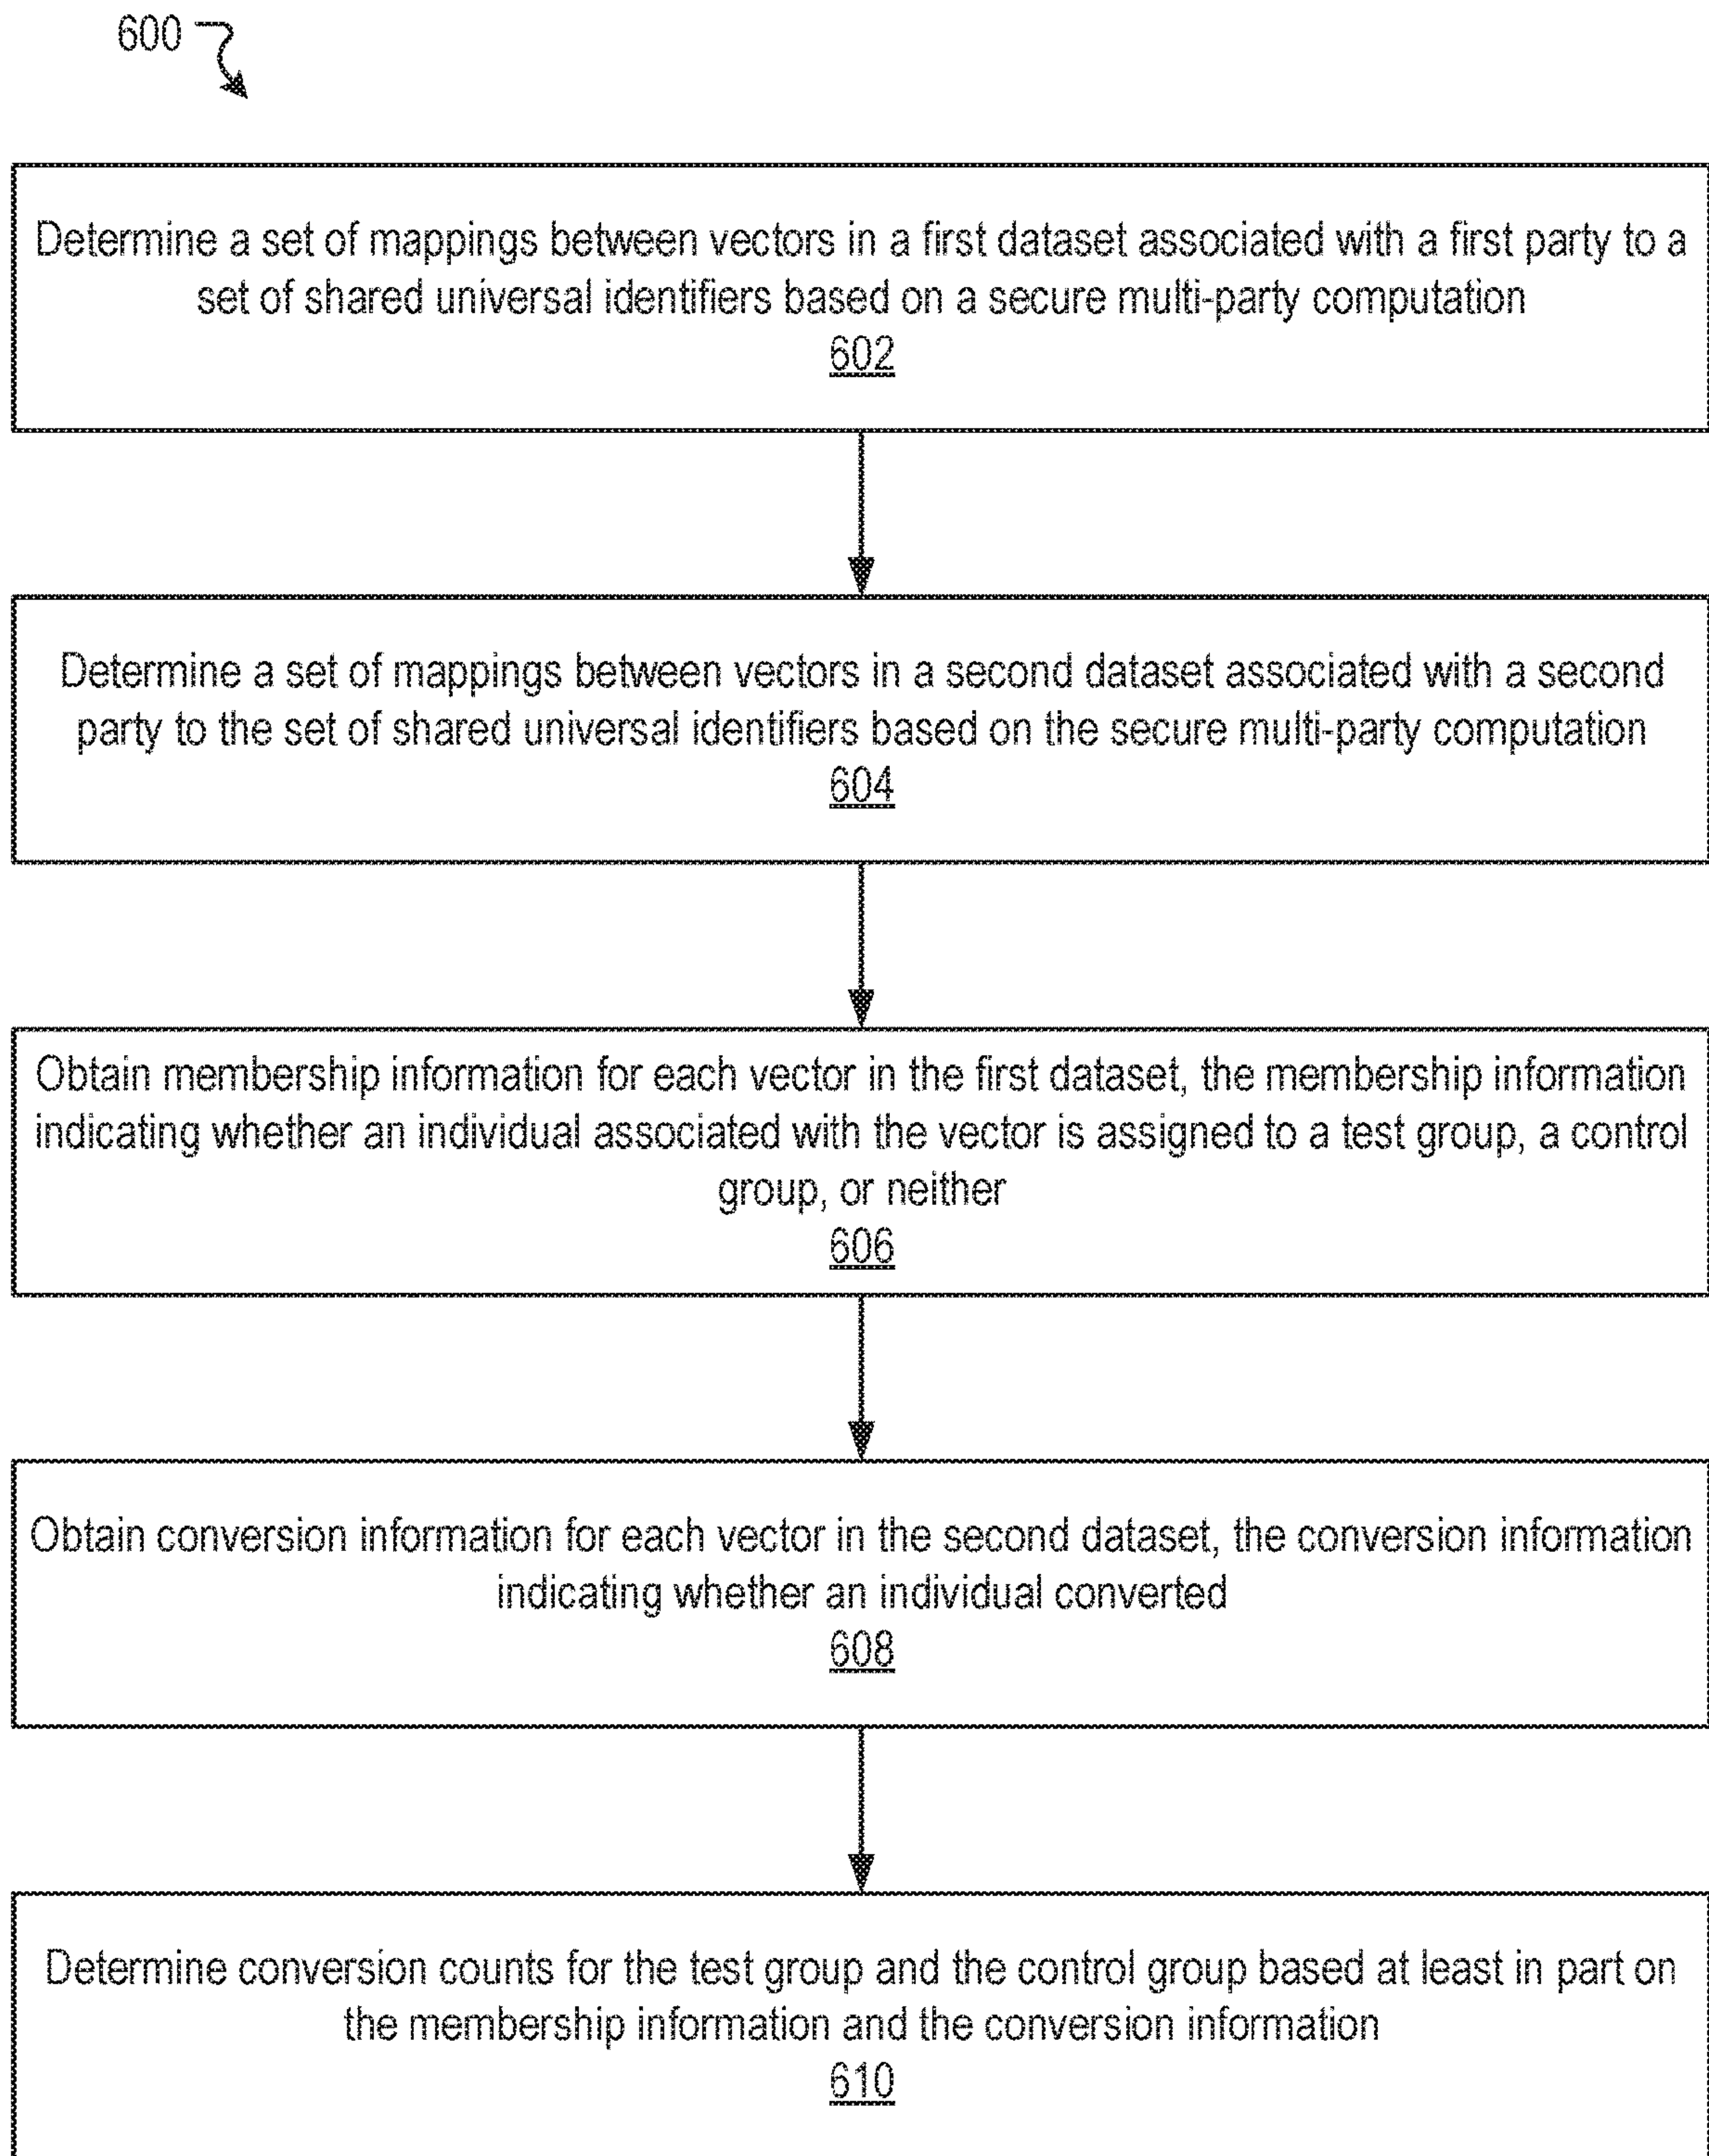 600
Determine a set of mappings between vectors in a first dataset associated with a first party to a
set of shared universal identifiers based on a secure multi-party computation
602
Determine a set of mappings between vectors in a second dataset associated with a second
party to the set of shared universal identifiers based on the secure multi-party computation
604
Obtain membership information for each vector in the first dataset, the membership information
indicating whether an individual associated with the vector is assigned to a test group, a control
group, or neither
606
Obtain conversion information for each vector in the second dataset, the conversion information
indicating whether an individual converted
608
Determine conversion counts for the test group and the control group based at least in part on
the membership information and the conversion information
610